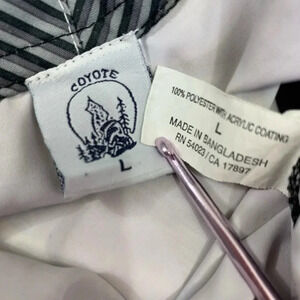 COYOTE
L
100% POLYESTER WITH ACRYLIC COATING
L
MADE IN BANGLADESH
RN 54023 / CA 17897